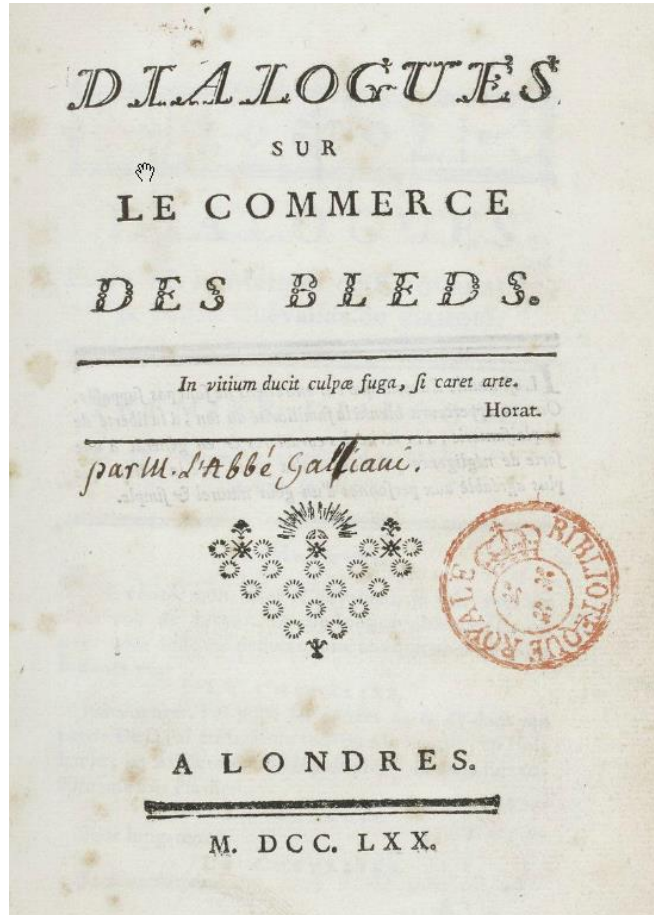 DIALOGUES
SUR
LE COMMERCE
DES BLEDS.
In vitium ducit culpæ fuga, ſi caret arte.
Horat.
par M. L'Abbé Galliani.
BIBLIOTEQUE ROYALE
A LONDRES.
M. DCC. LXX.